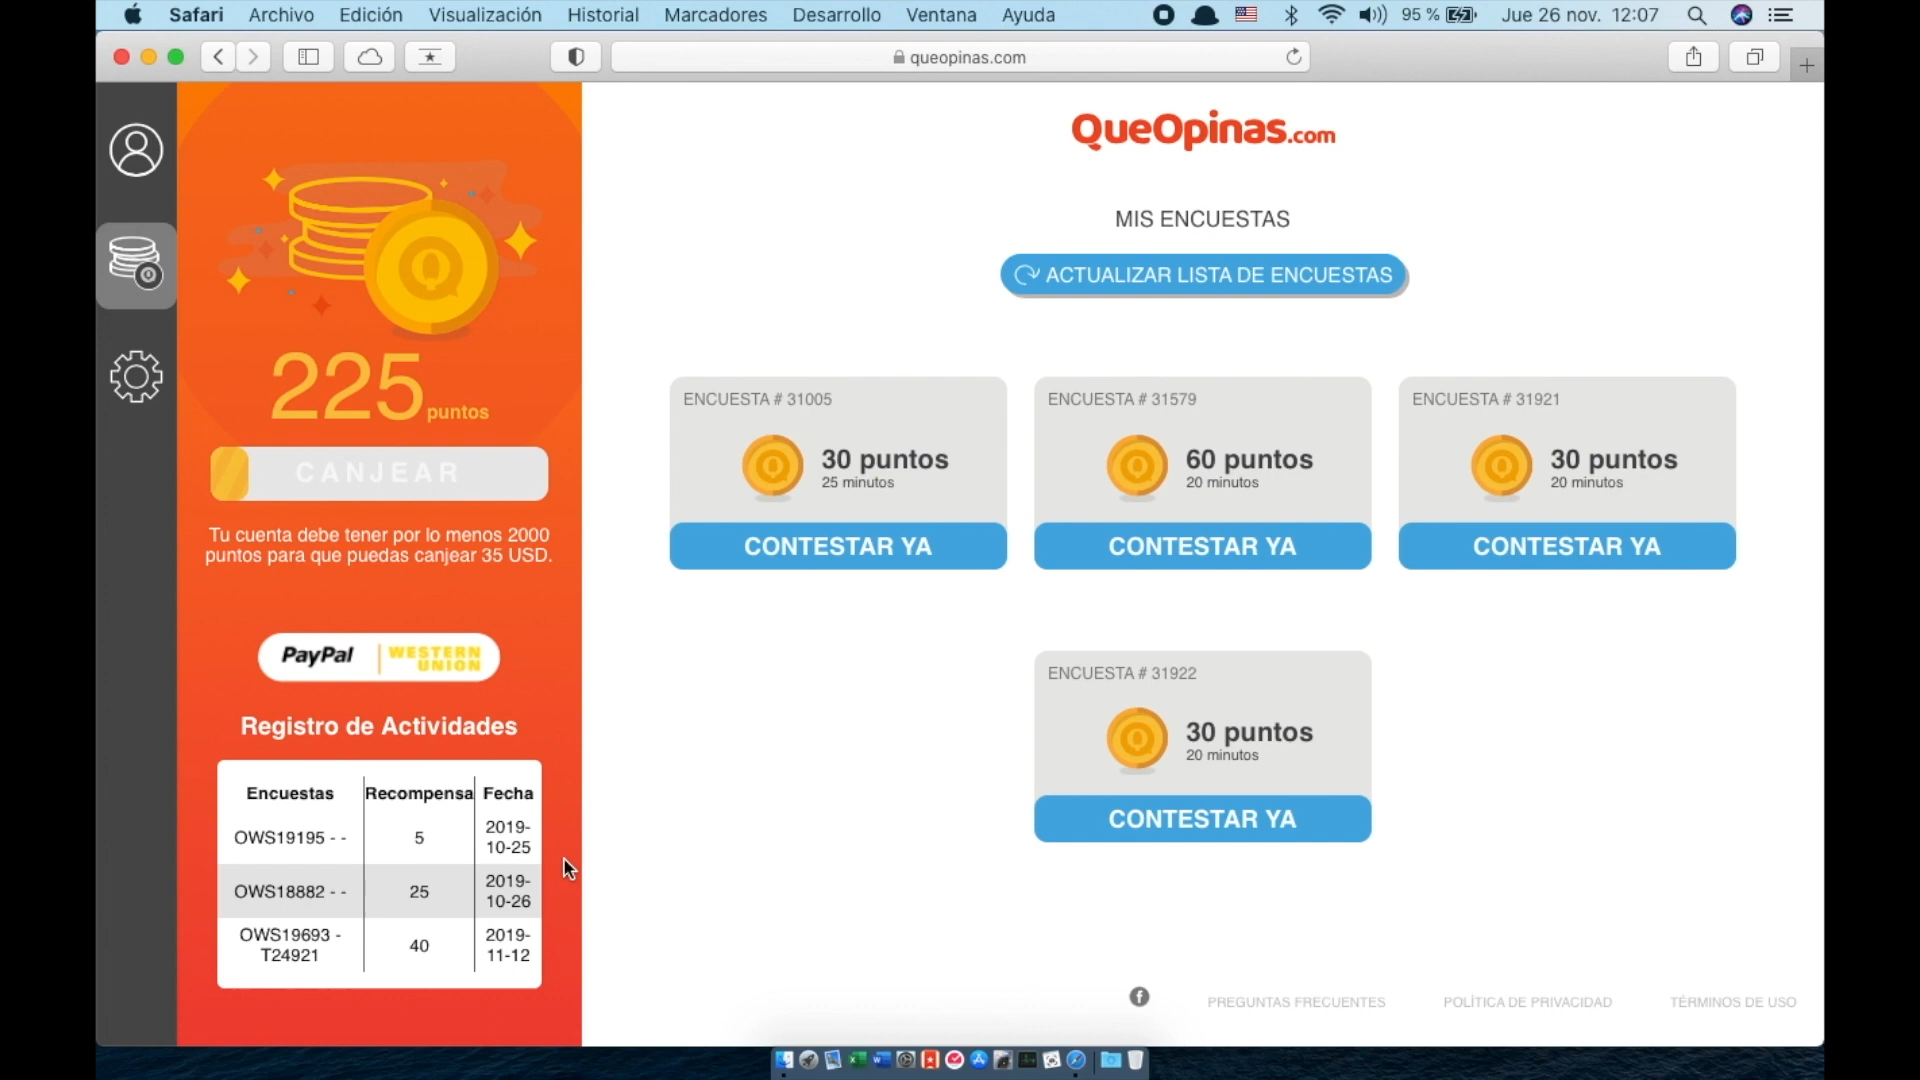 Safari Archivo Edición Visualización Historial Marcadores Desarrollo Ventana Ayuda 95 % Jue 26 nov. 12:07
queopinas.com
225 puntos
CANJEAR
Tu cuenta debe tener por lo menos 2000
puntos para que puedas canjear 35 USD.
PayPal WESTERN
UNION
Registro de Actividades
Encuestas Recompensa Fecha
OWS19195 - - 5 2019-
10-25
OWS18882 - - 25 2019-
10-26
OWS19693 - 40 2019-
T24921 11-12
QueOpinas.com
MIS ENCUESTAS
ACTUALIZAR LISTA DE ENCUESTAS
ENCUESTA # 31005
30 puntos
25 minutos
CONTESTAR YA
ENCUESTA # 31579
60 puntos
20 minutos
CONTESTAR YA
ENCUESTA # 31921
30 puntos
20 minutos
CONTESTAR YA
ENCUESTA # 31922
30 puntos
20 minutos
CONTESTAR YA
PREGUNTAS FRECUENTES POLÍTICA DE PRIVACIDAD TÉRMINOS DE USO